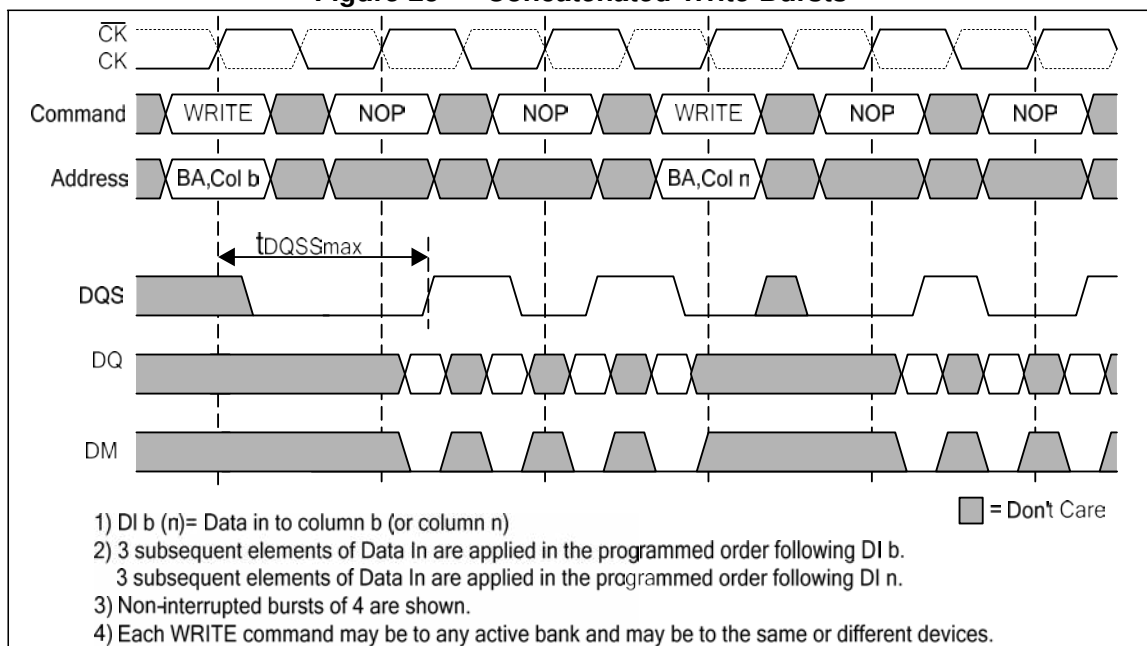 Concatenated Write Bursts
C̅K̅
CK
Command WRITE NOP NOP WRITE NOP NOP
Address BA,Col b BA,Col n
tDQSSmax
DQS
DQ
DM
1) DI b (n)= Data in to column b (or column n)
2) 3 subsequent elements of Data In are applied in the programmed order following DI b.
3 subsequent elements of Data In are applied in the programmed order following DI n.
3) Non-interrupted bursts of 4 are shown.
4) Each WRITE command may be to any active bank and may be to the same or different devices.
= Don't Care